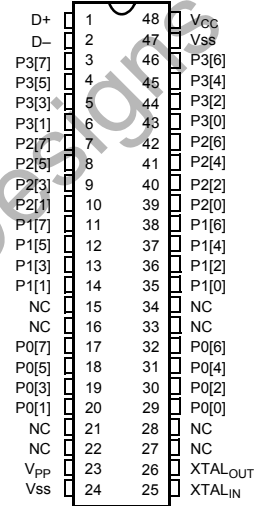 D+ 1 48 VCC
D– 2 47 Vss
P3[7] 3 46 P3[6]
P3[5] 4 45 P3[4]
P3[3] 5 44 P3[2]
P3[1] 6 43 P3[0]
P2[7] 7 42 P2[6]
P2[5] 8 41 P2[4]
P2[3] 9 40 P2[2]
P2[1] 10 39 P2[0]
P1[7] 11 38 P1[6]
P1[5] 12 37 P1[4]
P1[3] 13 36 P1[2]
P1[1] 14 35 P1[0]
NC 15 34 NC
NC 16 33 NC
P0[7] 17 32 P0[6]
P0[5] 18 31 P0[4]
P0[3] 19 30 P0[2]
P0[1] 20 29 P0[0]
NC 21 28 NC
NC 22 27 NC
VPP 23 26 XTALOUT
Vss 24 25 XTALIN
esigns